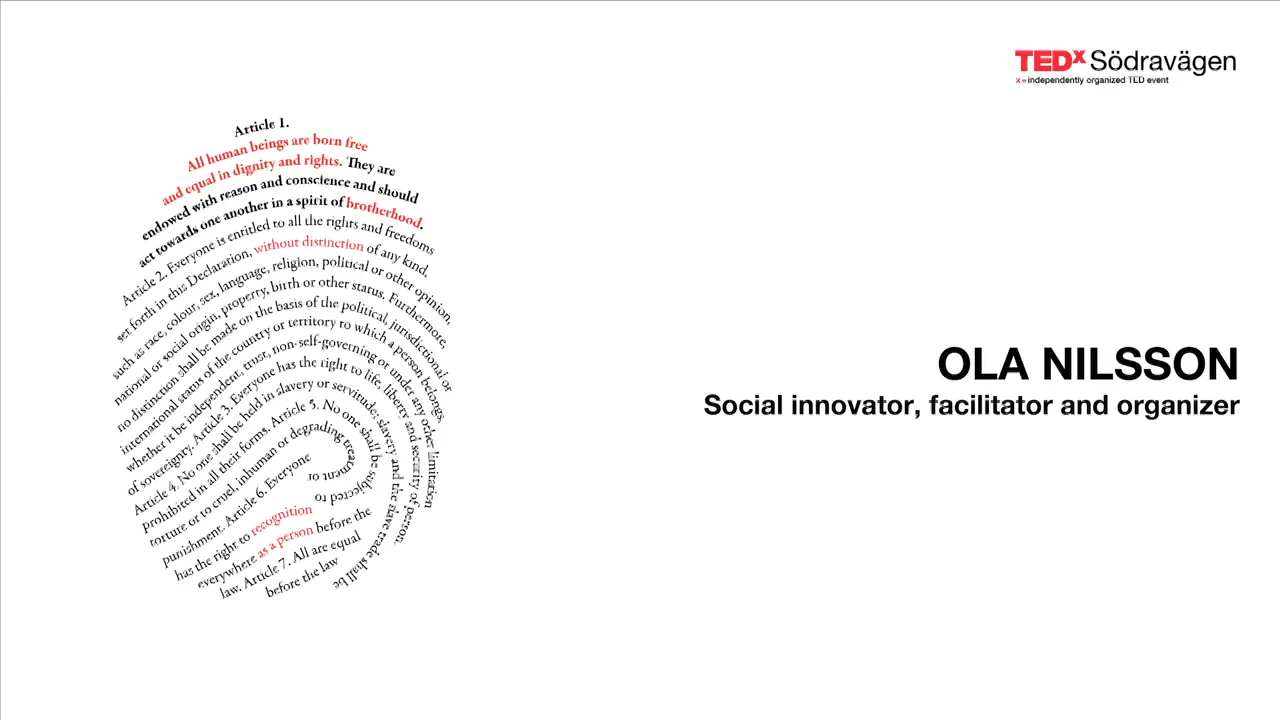 TEDx Södravägen
x = independently organized TED event
Article 1.
All human beings are born free
and equal in dignity and rights. They are
endowed with reason and conscience and should
act towards one another in a spirit of brotherhood.
Article 2. Everyone is entitled to all the rights and freedoms
set forth in this Declaration, without distinction of any kind,
such as race, colour, sex, language, religion, political or other opinion,
national or social origin, property, birth or other status. Furthermore,
no distinction shall be made on the basis of the political, jurisdictional or
international status of the country or territory to which a person belongs,
whether it be independent, trust, non-self-governing or under any other limitation
of sovereignty. Article 3. Everyone has the right to life, liberty and security of person.
Article 4. No one shall be held in slavery or servitude, slavery and the slave trade shall be
prohibited in all their forms. Article 5. No one shall be subjected to
torture or to cruel, inhuman or degrading treatment or
punishment. Article 6. Everyone
has the right to recognition
everywhere as a person before the
law. Article 7. All are equal
before the law
OLA NILSSON
Social innovator, facilitator and organizer